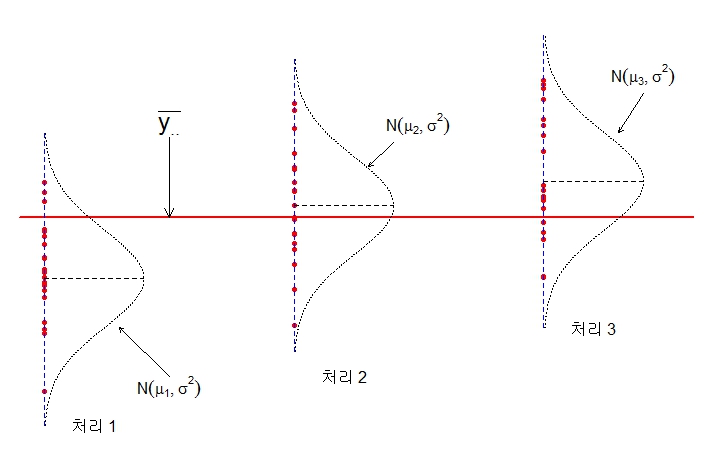 y̅..
N(μ₁, σ²)
처리 1
N(μ₂, σ²)
처리 2
N(μ₃, σ²)
처리 3